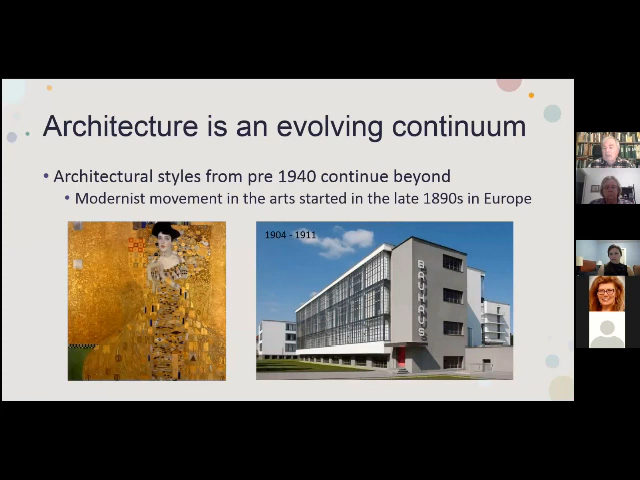 Architecture is an evolving continuum
• Architectural styles from pre 1940 continue beyond
• Modernist movement in the arts started in the late 1890s in Europe
1904 - 1911
BAUHAUS